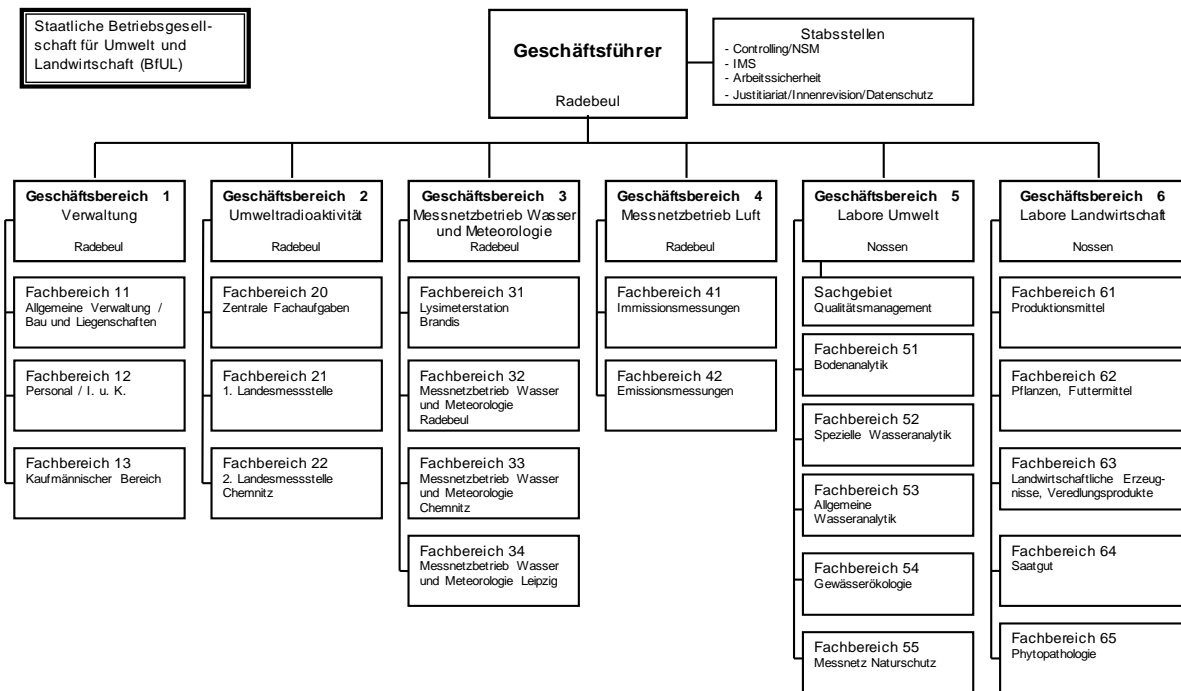 Staatliche Betriebsgesell-
schaft für Umwelt und
Landwirtschaft (BfUL)
Geschäftsführer
Radebeul
Stabsstellen
- Controlling/NSM
- IMS
- Arbeitssicherheit
- Justitiariat/Innenrevision/Datenschutz
Geschäftsbereich 1
Verwaltung
Radebeul
Fachbereich 11
Allgemeine Verwaltung /
Bau und Liegenschaften
Fachbereich 12
Personal / I. u. K.
Fachbereich 13
Kaufmännischer Bereich
Geschäftsbereich 2
Umweltradioaktivität
Radebeul
Fachbereich 20
Zentrale Fachaufgaben
Fachbereich 21
1. Landesmessstelle
Fachbereich 22
2. Landesmessstelle
Chemnitz
Geschäftsbereich 3
Messnetzbetrieb Wasser
und Meteorologie
Radebeul
Fachbereich 31
Lysimeterstation
Brandis
Fachbereich 32
Messnetzbetrieb Wasser
und Meteorologie
Radebeul
Fachbereich 33
Messnetzbetrieb Wasser
und Meteorologie
Chemnitz
Fachbereich 34
Messnetzbetrieb Wasser
und Meteorologie Leipzig
Geschäftsbereich 4
Messnetzbetrieb Luft
Radebeul
Fachbereich 41
Immissionsmessungen
Fachbereich 42
Emissionsmessungen
Geschäftsbereich 5
Labore Umwelt
Nossen
Sachgebiet
Qualitätsmanagement
Fachbereich 51
Bodenanalytik
Fachbereich 52
Spezielle Wasseranalytik
Fachbereich 53
Allgemeine
Wasseranalytik
Fachbereich 54
Gewässerökologie
Fachbereich 55
Messnetz Naturschutz
Geschäftsbereich 6
Labore Landwirtschaft
Nossen
Fachbereich 61
Produktionsmittel
Fachbereich 62
Pflanzen, Futtermittel
Fachbereich 63
Landwirtschaftliche Erzeug-
nisse, Veredlungsprodukte
Fachbereich 64
Saatgut
Fachbereich 65
Phytopathologie